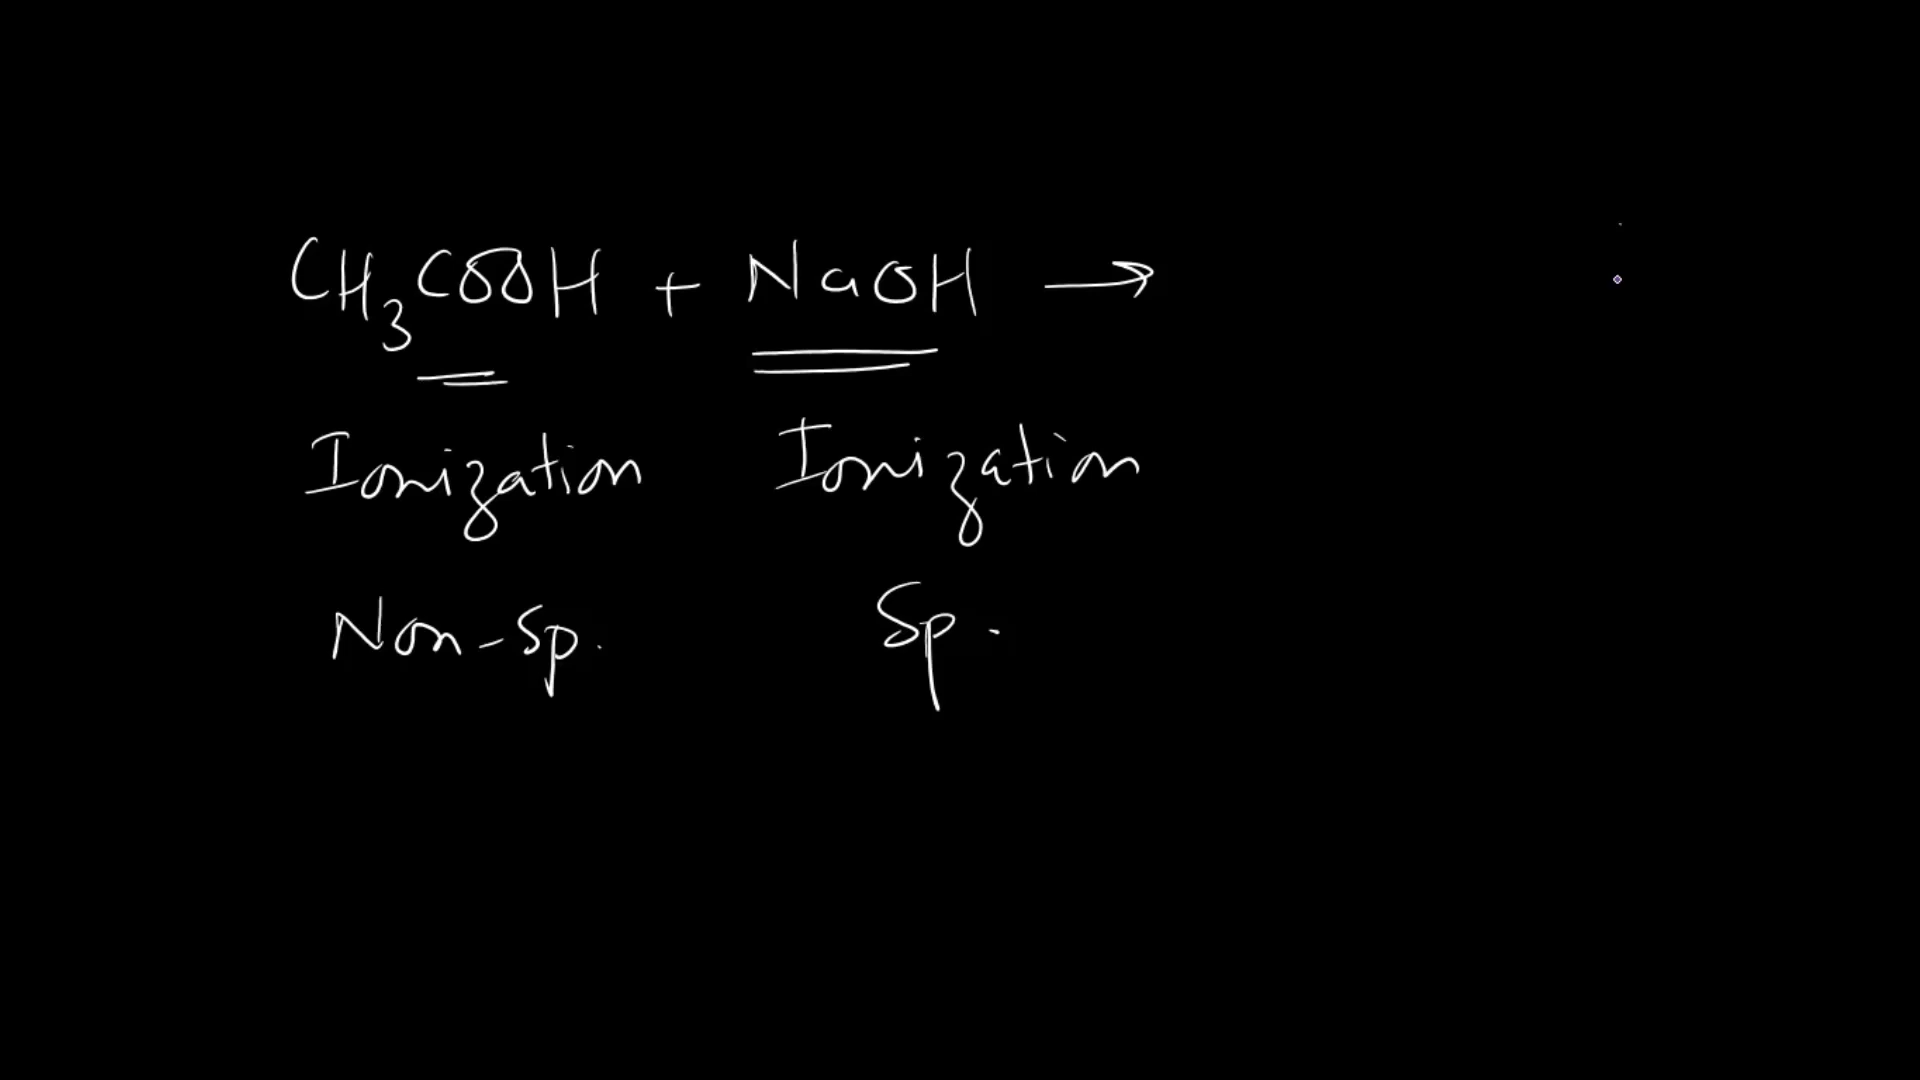 CH₃COOH + NaOH →
Ionization Ionization
Non-Sp. Sp.